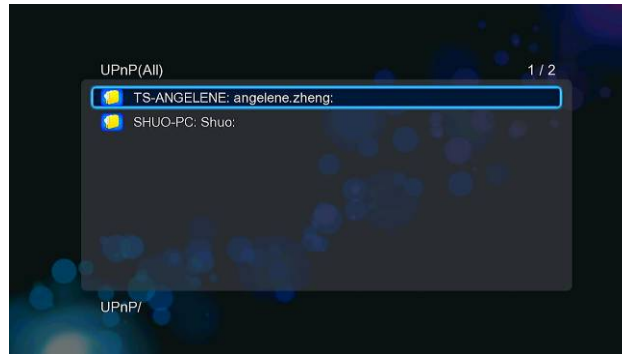 UPnP(All) 1 / 2
TS-ANGELENE: angelene.zheng:
SHUO-PC: Shuo:
UPnP/